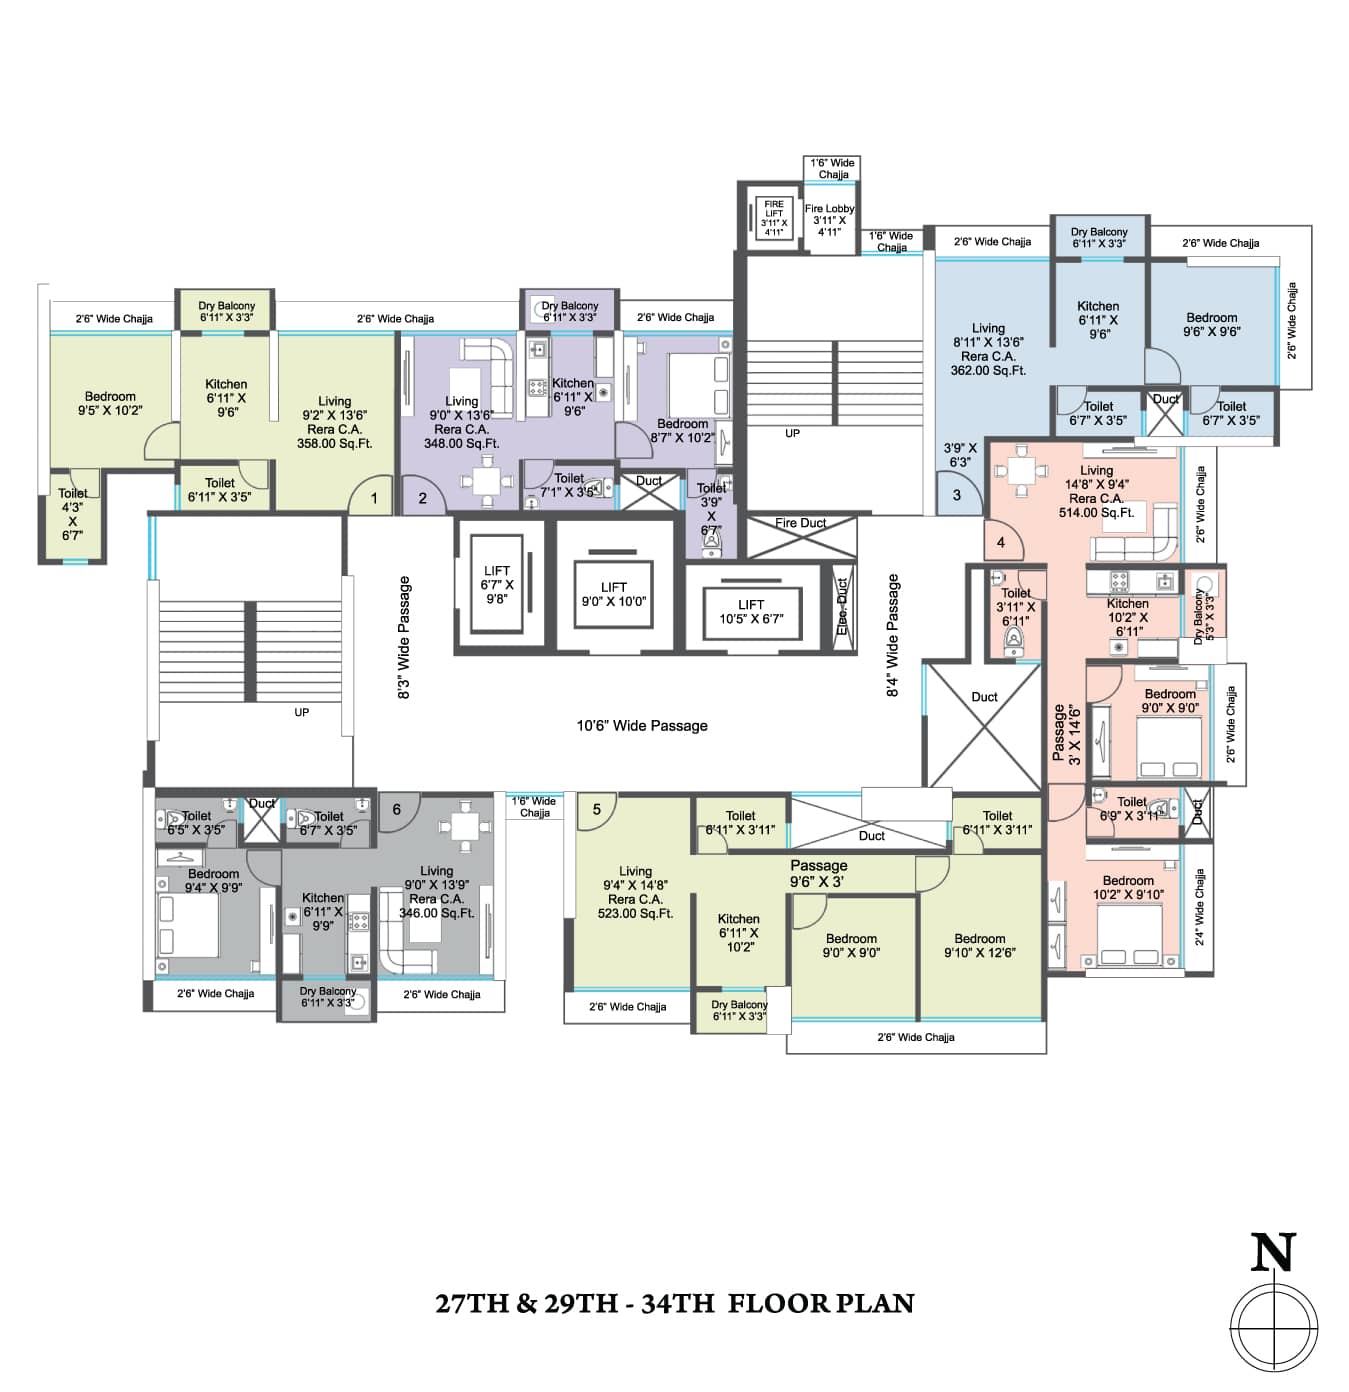 1'6" Wide
Chajja
FIRE
LIFT
3'11" X
4'11"
Fire Lobby
3'11" X
4'11"
1'6" Wide
Chajja
2'6" Wide Chajja
Dry Balcony
6'11" X 3'3"
2'6" Wide Chajja
2'6" Wide Chajja
Living
8'11" X 13'6"
Rera C.A.
362.00 Sq.Ft.
Kitchen
6'11" X
9'6"
Bedroom
9'6" X 9'6"
Toilet
6'7" X 3'5"
Duct
Toilet
6'7" X 3'5"
3'9" X
6'3"
3
UP
2'6" Wide Chajja
Dry Balcony
6'11" X 3'3"
2'6" Wide Chajja
Dry Balcony
6'11" X 3'3"
2'6" Wide Chajja
Bedroom
9'5" X 10'2"
Kitchen
6'11" X
9'6"
Living
9'2" X 13'6"
Rera C.A.
358.00 Sq.Ft.
Toilet
4'3"
X
6'7"
Toilet
6'11" X 3'5"
1
Living
9'0" X 13'6"
Rera C.A.
348.00 Sq.Ft.
Kitchen
6'11" X
9'6"
Bedroom
8'7" X 10'2"
2
Toilet
7'1" X 3'5"
Duct
Toilet
3'9"
X
6'7"
Fire Duct
Living
14'8" X 9'4"
Rera C.A.
514.00 Sq.Ft.
2'6" Wide Chajja
4
Toilet
3'11" X
6'11"
Kitchen
10'2" X
6'11"
Dry Balcony
5'3" X 3'3"
Bedroom
9'0" X 9'0"
2'6" Wide Chajja
Passage
3' X 14'6"
Toilet
6'9" X 3'11"
Duct
Bedroom
10'2" X 9'10"
2'4" Wide Chajja
LIFT
6'7" X
9'8"
LIFT
9'0" X 10'0"
LIFT
10'5" X 6'7"
Elec. Duct
8'3" Wide Passage
8'4" Wide Passage
10'6" Wide Passage
Duct
UP
Toilet
6'5" X 3'5"
Duct
Toilet
6'7" X 3'5"
6
Bedroom
9'4" X 9'9"
Kitchen
6'11" X
9'9"
Living
9'0" X 13'9"
Rera C.A.
346.00 Sq.Ft.
2'6" Wide Chajja
Dry Balcony
6'11" X 3'3"
2'6" Wide Chajja
1'6" Wide
Chajja
5
Toilet
6'11" X 3'11"
Duct
Toilet
6'11" X 3'11"
Living
9'4" X 14'8"
Rera C.A.
523.00 Sq.Ft.
Passage
9'6" X 3'
Kitchen
6'11" X
10'2"
Bedroom
9'0" X 9'0"
Bedroom
9'10" X 12'6"
2'6" Wide Chajja
Dry Balcony
6'11" X 3'3"
2'6" Wide Chajja
N
27TH & 29TH - 34TH FLOOR PLAN